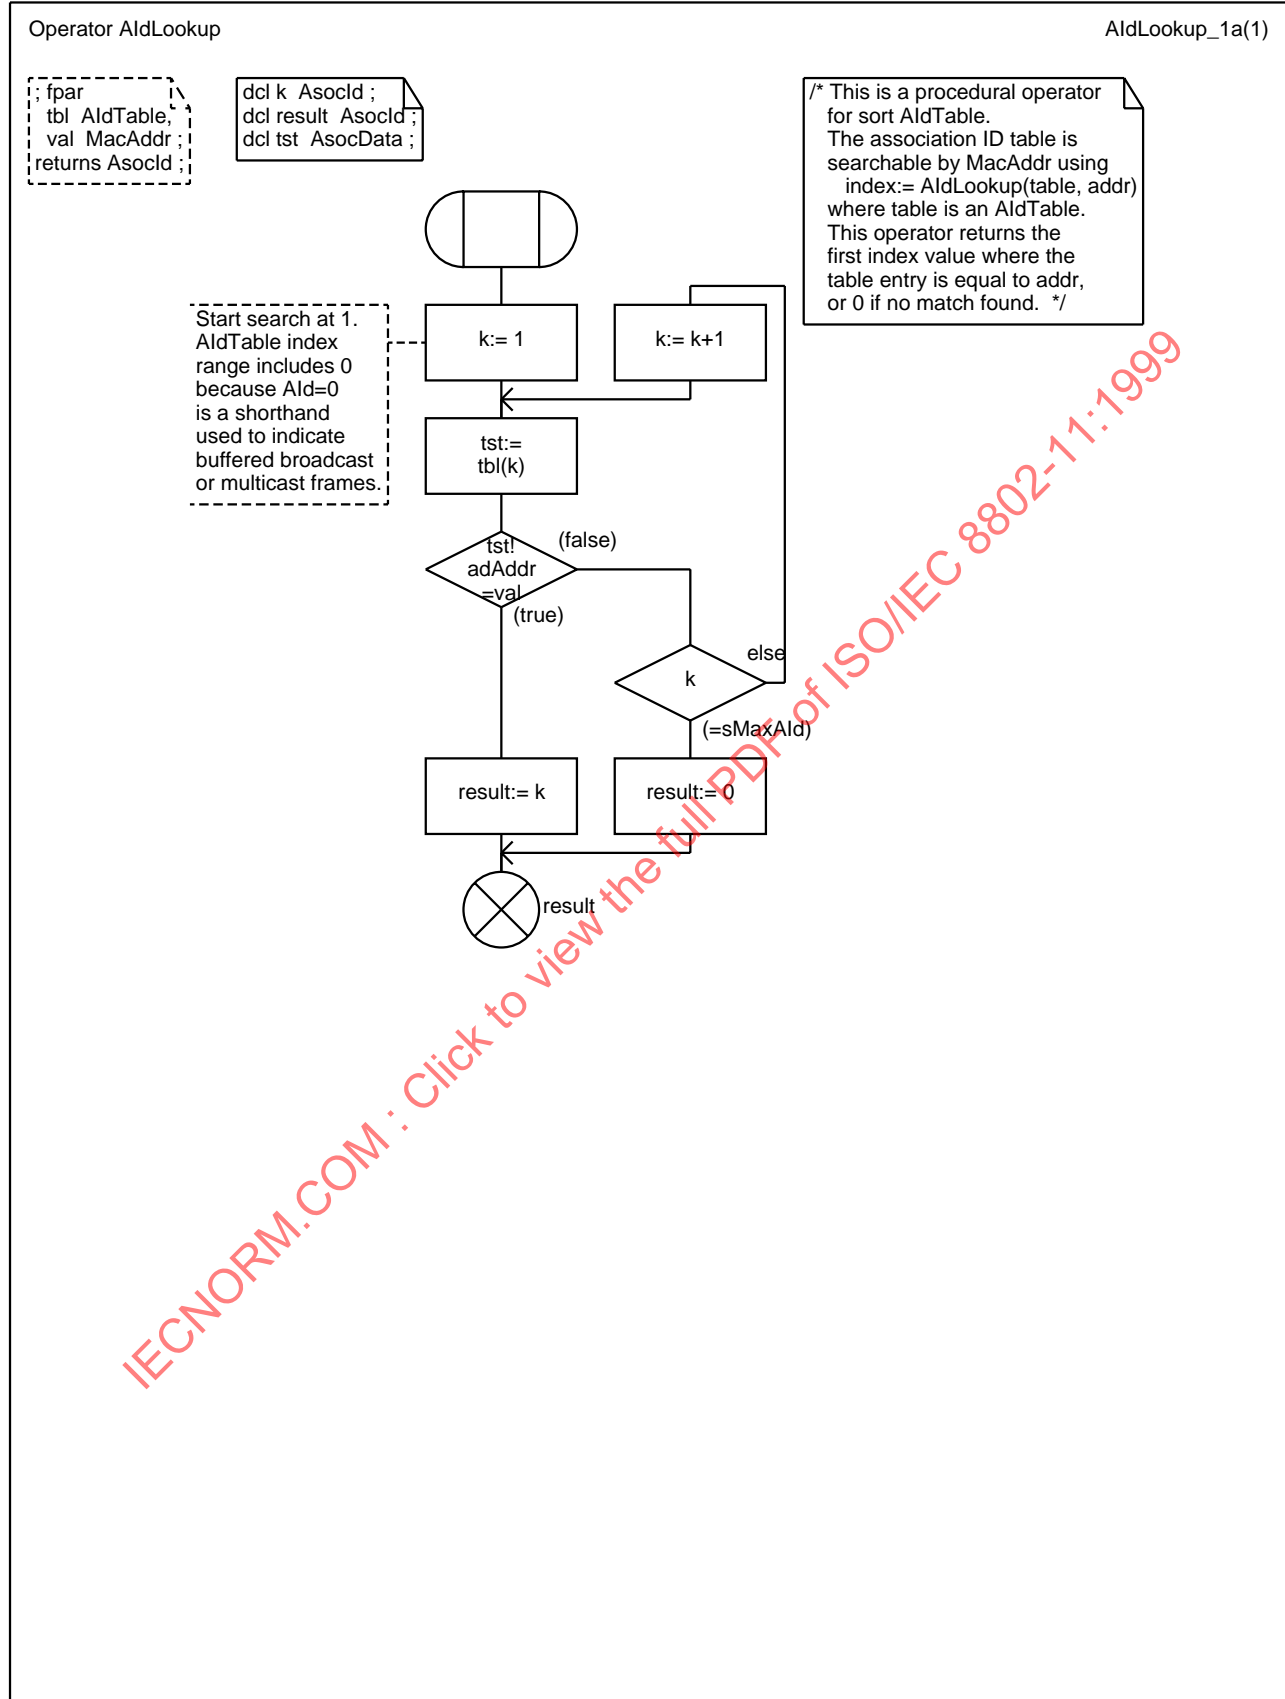 Operator AIdLookup
AIdLookup_1a(1)
; fpar
tbl AIdTable,
val MacAddr ;
returns AsocId ;
dcl k AsocId ;
dcl result AsocId ;
dcl tst AsocData ;
/* This is a procedural operator
for sort AIdTable.
The association ID table is
searchable by MacAddr using
index:= AIdLookup(table, addr)
where table is an AIdTable.
This operator returns the
first index value where the
table entry is equal to addr,
or 0 if no match found. */
Start search at 1.
AIdTable index
range includes 0
because AId=0
is a shorthand
used to indicate
buffered broadcast
or multicast frames.
k:= 1
k:= k+1
tst:=
tbl(k)
tst!
adAddr
=val
(false)
(true)
k
else
(=sMaxAId)
result:= k
result:= 0
result
IECNORM.COM : Click to view the full PDF of ISO/IEC 8802-11:1999